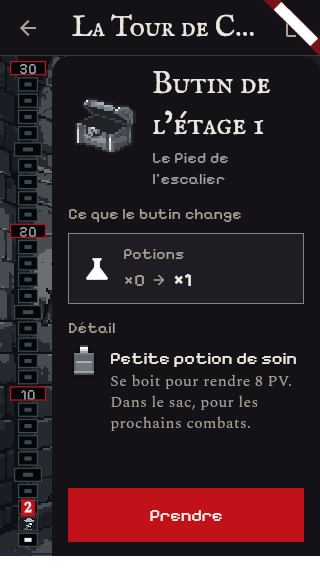 La Tour de C...
30
Butin de
l'étage 1
Le Pied de
l'escalier
Ce que le butin change
20
Potions
×0 → ×1
Détail
Petite potion de soin
Se boit pour rendre 8 PV.
Dans le sac, pour les
prochains combats.
10
2
Prendre